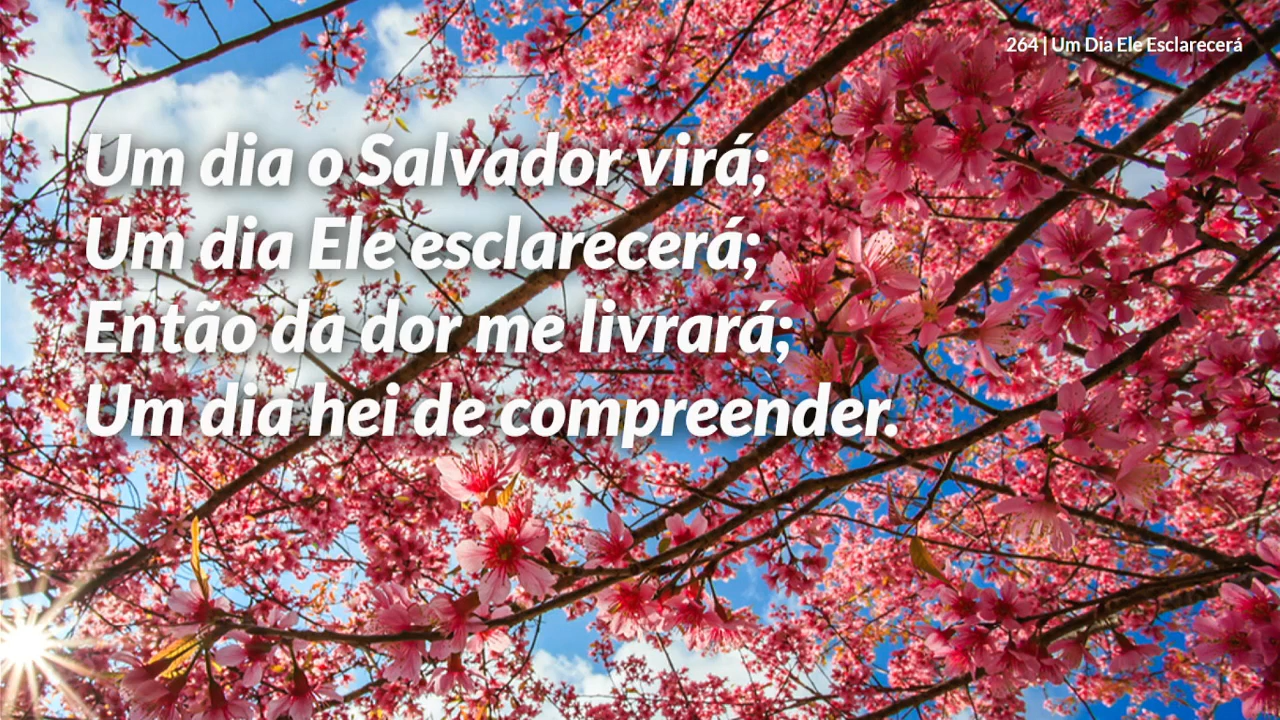 264 | Um Dia Ele Esclarecerá
Um dia o Salvador virá;
Um dia Ele esclarecerá;
Então da dor me livrará;
Um dia hei de compreender.